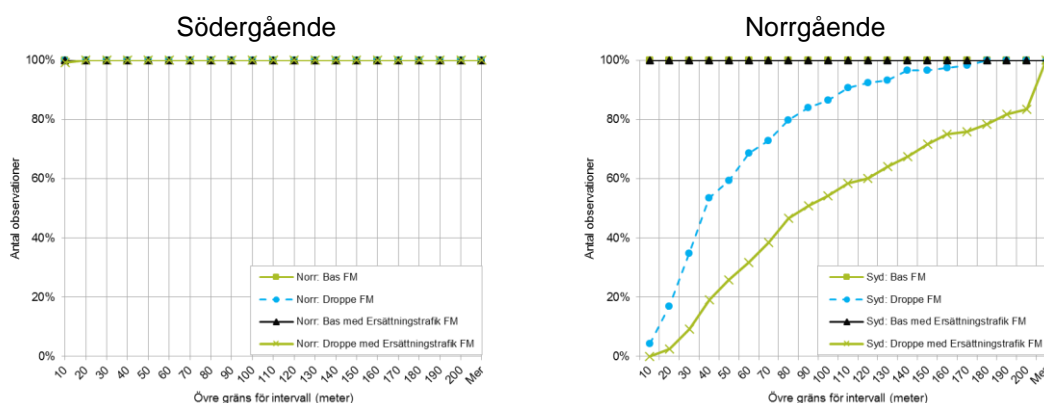 Södergående
100%
80%
60%
40%
20%
0%
Antal observationer
10 20 30 40 50 60 70 80 90 100 110 120 130 140 150 160 170 180 190 200 Mer
Övre gräns för intervall (meter)
Norr: Bas FM
Norr: Droppe FM
Norr: Bas med Ersättningstrafik FM
Norr: Droppe med Ersättningstrafik FM
Norrgående
100%
80%
60%
40%
20%
0%
Antal observationer
10 20 30 40 50 60 70 80 90 100 110 120 130 140 150 160 170 180 190 200 Mer
Övre gräns för intervall (meter)
Syd: Bas FM
Syd: Droppe FM
Syd: Bas med Ersättningstrafik FM
Syd: Droppe med Ersättningstrafik FM